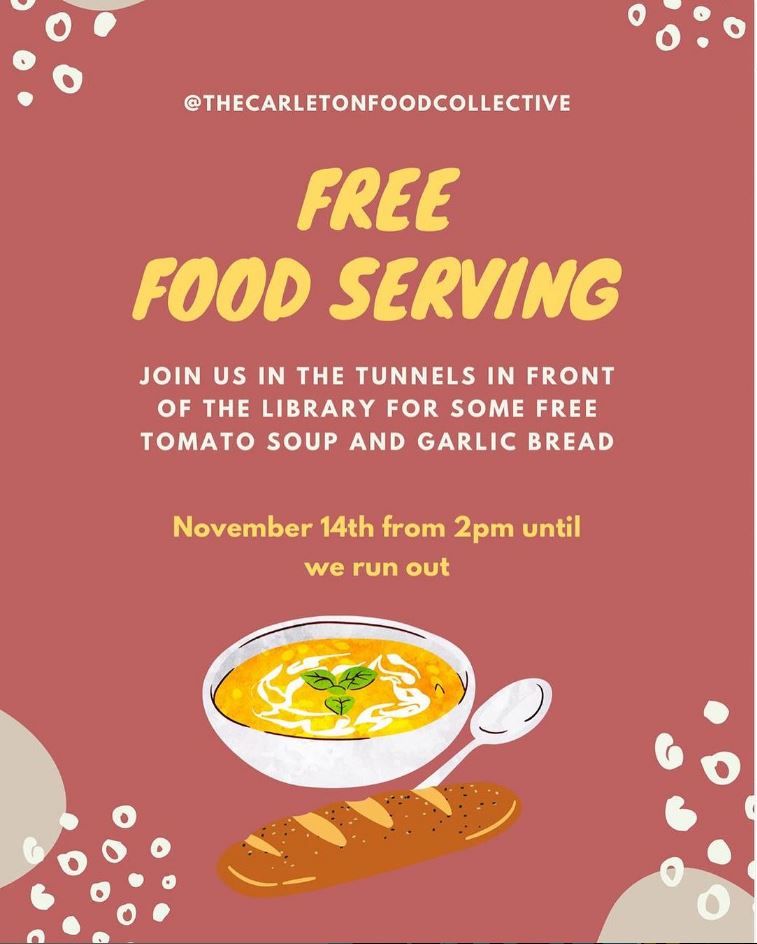 @THECARLETONFOODCOLLECTIVE
FREE
FOOD SERVING
JOIN US IN THE TUNNELS IN FRONT
OF THE LIBRARY FOR SOME FREE
TOMATO SOUP AND GARLIC BREAD
November 14th from 2pm until
we run out